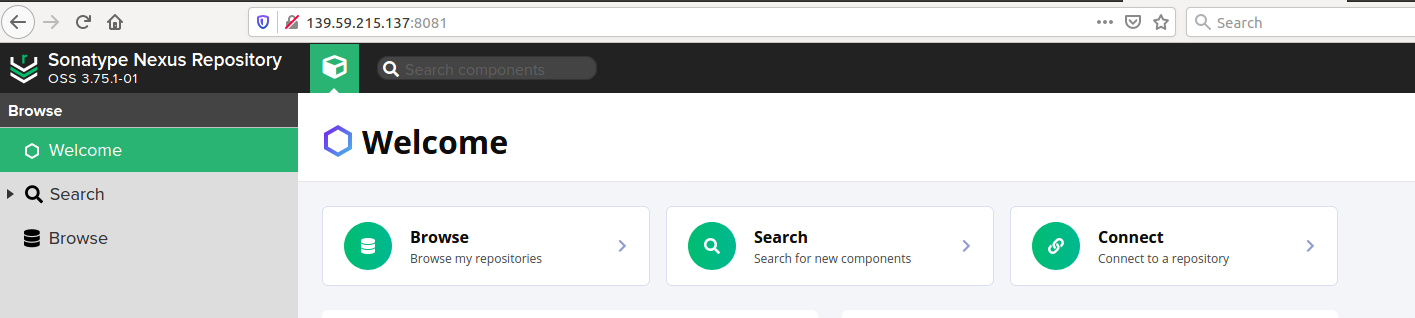 139.59.215.137:8081
Search
Sonatype Nexus Repository
OSS 3.75.1-01
Search components
Browse
Welcome
Search
Browse
Welcome
Browse
Browse my repositories
Search
Search for new components
Connect
Connect to a repository